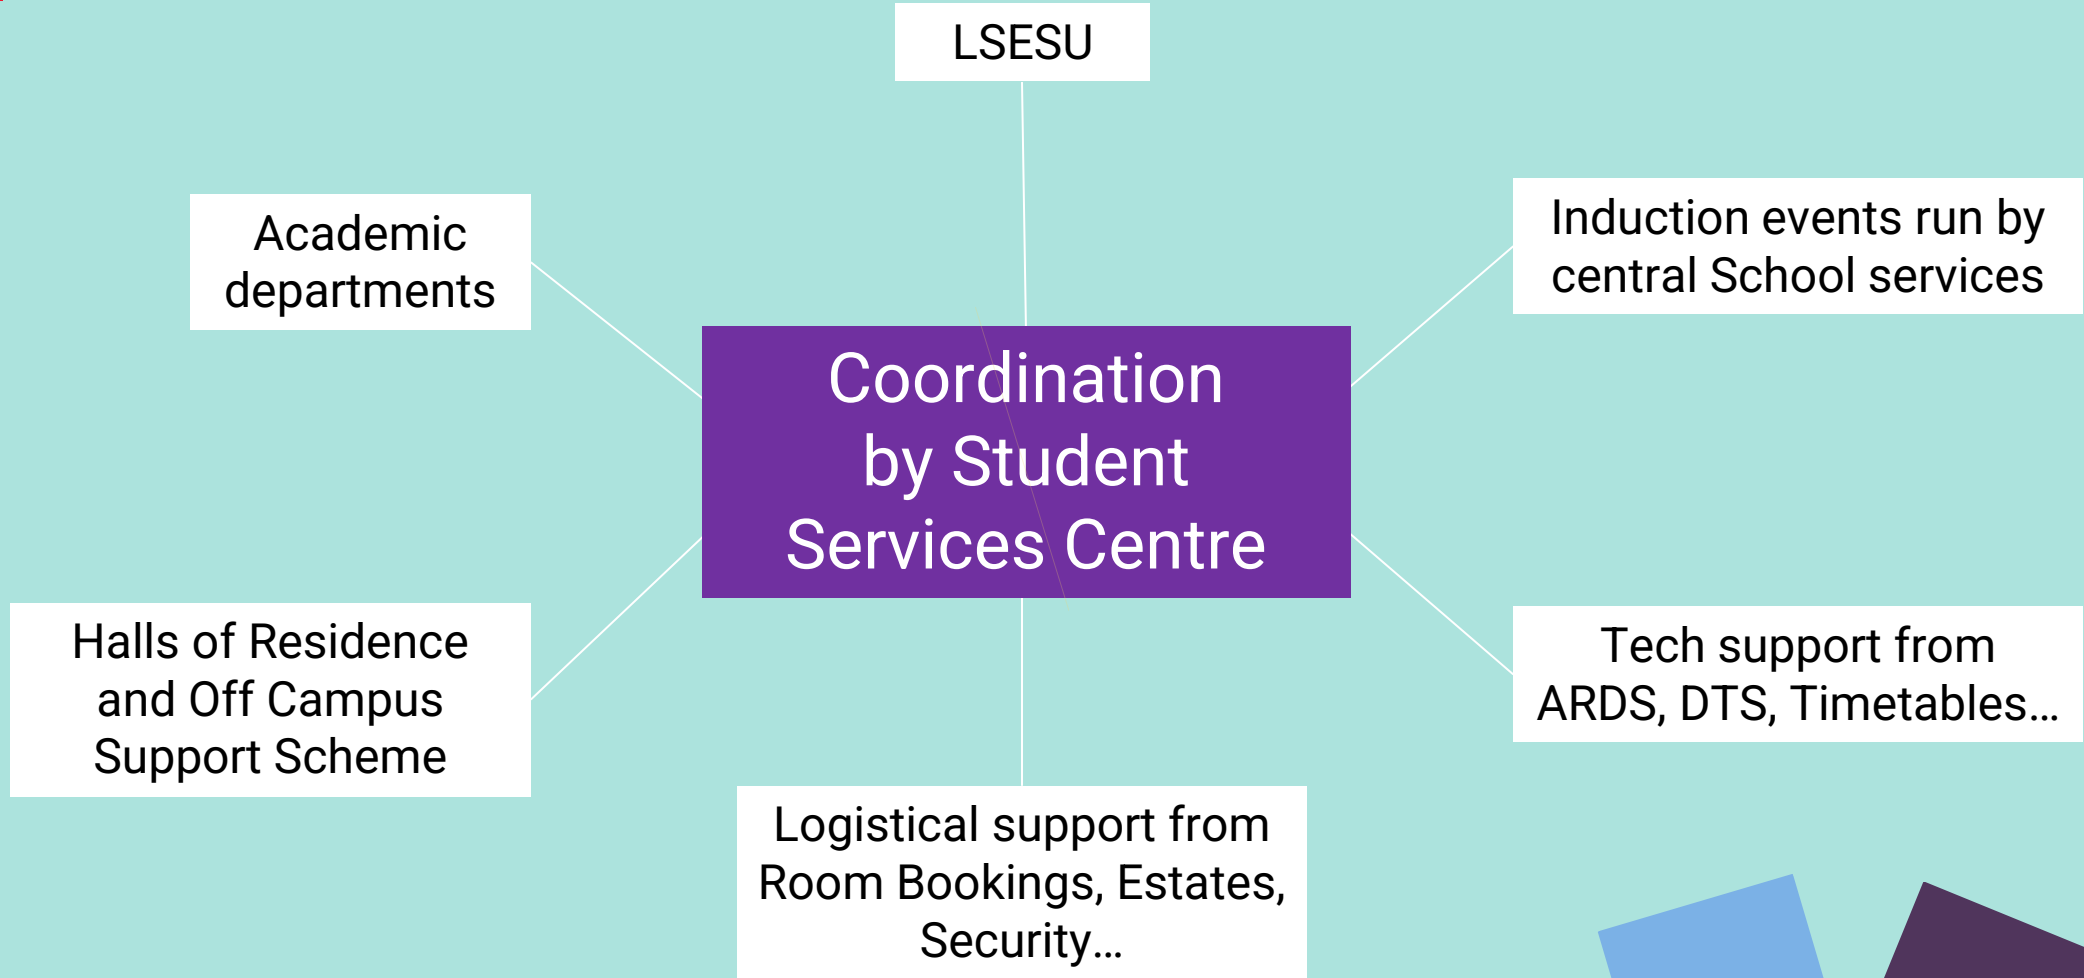 LSESU
Academic
departments
Induction events run by
central School services
Coordination
by Student
Services Centre
Halls of Residence
and Off Campus
Support Scheme
Tech support from
ARDS, DTS, Timetables…
Logistical support from
Room Bookings, Estates,
Security…